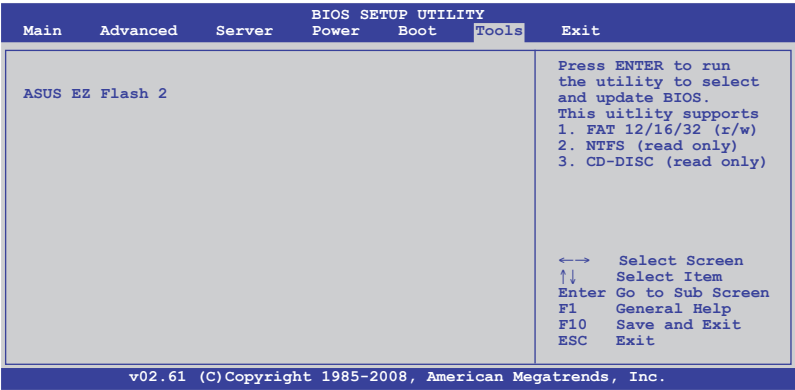 BIOS SETUP UTILITY
Main Advanced Server Power Boot Tools Exit
ASUS EZ Flash 2
Press ENTER to run
the utility to select
and update BIOS.
This uitlity supports
1. FAT 12/16/32 (r/w)
2. NTFS (read only)
3. CD-DISC (read only)
←→ Select Screen
↑↓ Select Item
Enter Go to Sub Screen
F1 General Help
F10 Save and Exit
ESC Exit
v02.61 (C)Copyright 1985-2008, American Megatrends, Inc.